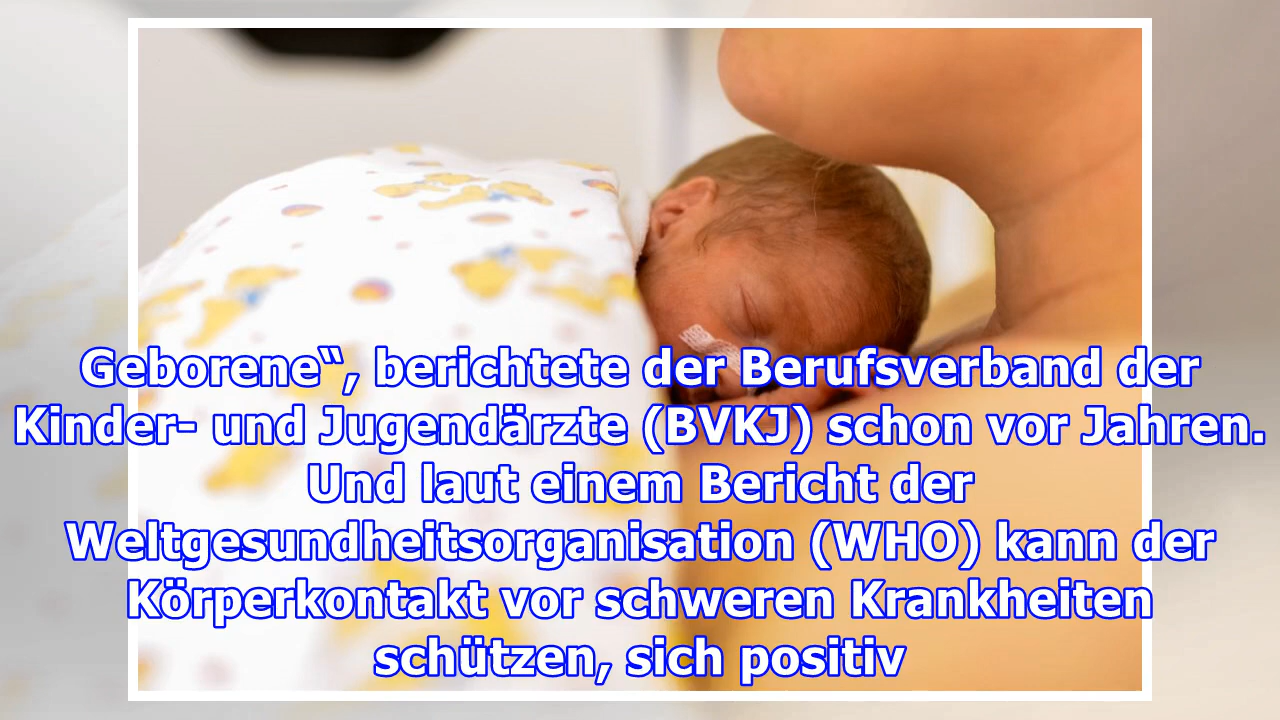 Geborene“, berichtete der Berufsverband der
Kinder- und Jugendärzte (BVKJ) schon vor Jahren.
Und laut einem Bericht der
Weltgesundheitsorganisation (WHO) kann der
Körperkontakt vor schweren Krankheiten
schützen, sich positiv